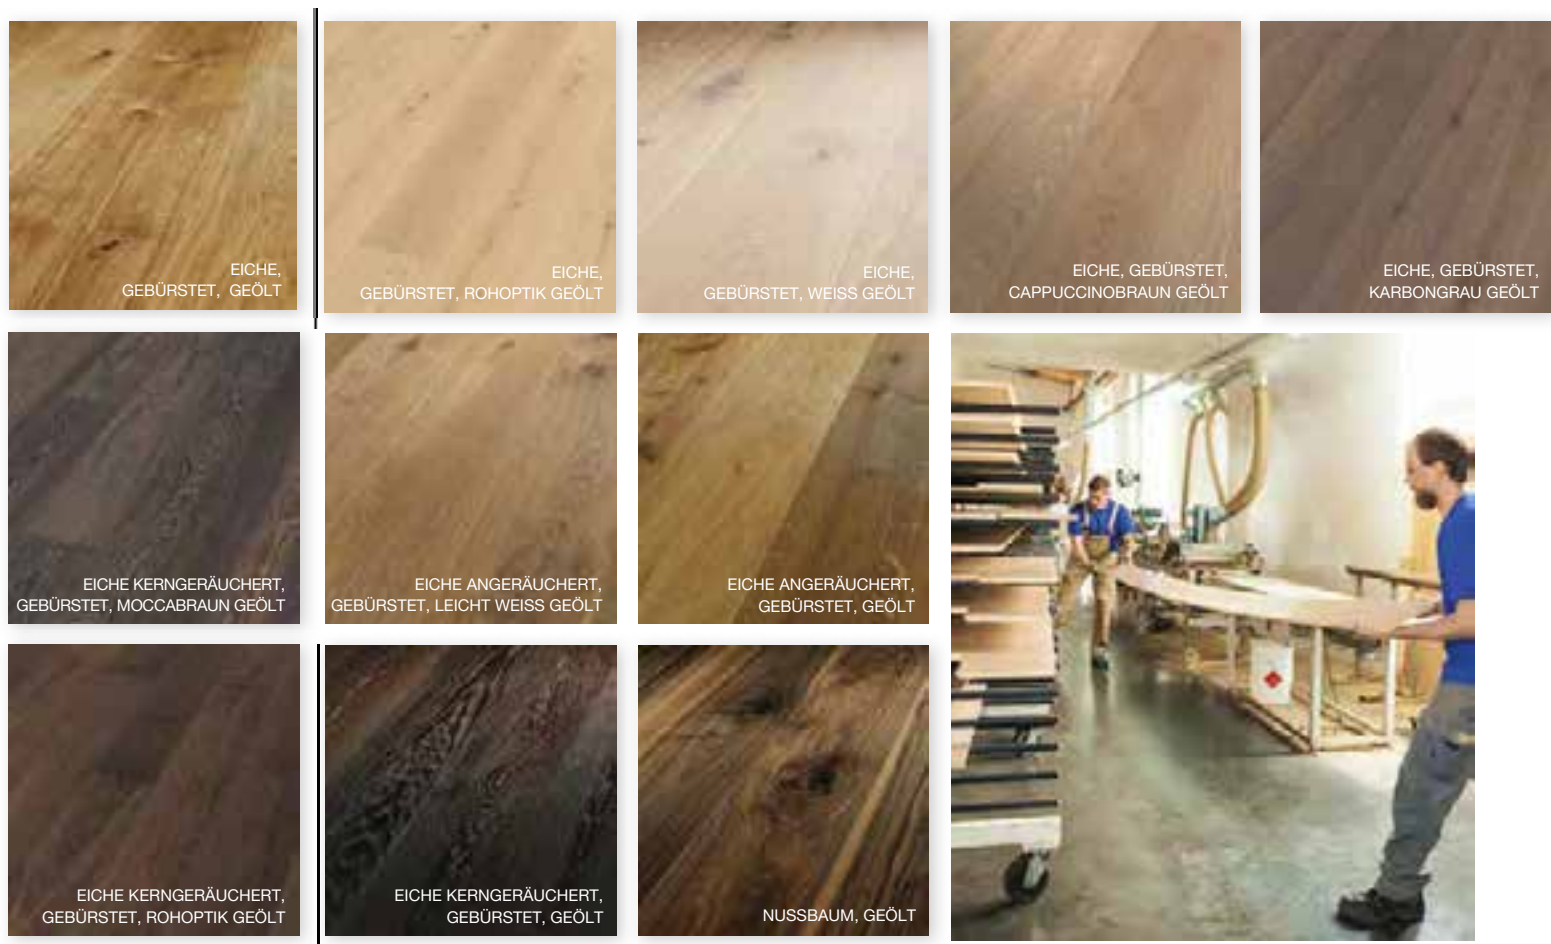 EICHE,
GEBÜRSTET, GEÖLT
EICHE,
GEBÜRSTET, ROHOPTIK GEÖLT
EICHE,
GEBÜRSTET, WEISS GEÖLT
EICHE, GEBÜRSTET,
CAPPUCCINOBRAUN GEÖLT
EICHE, GEBÜRSTET,
KARBONGRAU GEÖLT
EICHE KERNGERÄUCHERT,
GEBÜRSTET, MOCCABRAUN GEÖLT
EICHE ANGERÄUCHERT,
GEBÜRSTET, LEICHT WEISS GEÖLT
EICHE ANGERÄUCHERT,
GEBÜRSTET, GEÖLT
EICHE KERNGERÄUCHERT,
GEBÜRSTET, ROHOPTIK GEÖLT
EICHE KERNGERÄUCHERT,
GEBÜRSTET, GEÖLT
NUSSBAUM, GEÖLT